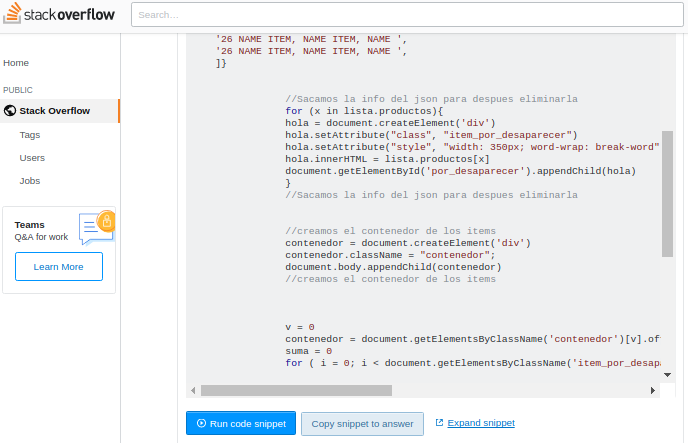 stackoverflow
Search…
Home
PUBLIC
Stack Overflow
Tags
Users
Jobs
Teams
Q&A for work
Learn More
'26 NAME ITEM, NAME ITEM, NAME ',
'26 NAME ITEM, NAME ITEM, NAME ',
]}
//Sacamos la info del json para despues eliminarla
for (x in lista.productos){
hola = document.createElement('div')
hola.setAttribute("class", "item_por_desaparecer")
hola.setAttribute("style", "width: 350px; word-wrap: break-word"
hola.innerHTML = lista.productos[x]
document.getElementById('por_desaparecer').appendChild(hola)
}
//Sacamos la info del json para despues eliminarla
//creamos el contenedor de los items
contenedor = document.createElement('div')
contenedor.className = "contenedor";
document.body.appendChild(contenedor)
//creamos el contenedor de los items
v = 0
contenedor = document.getElementsByClassName('contenedor')[v].of
suma = 0
for ( i = 0; i < document.getElementsByClassName('item_por_desap
Run code snippet
Copy snippet to answer
Expand snippet